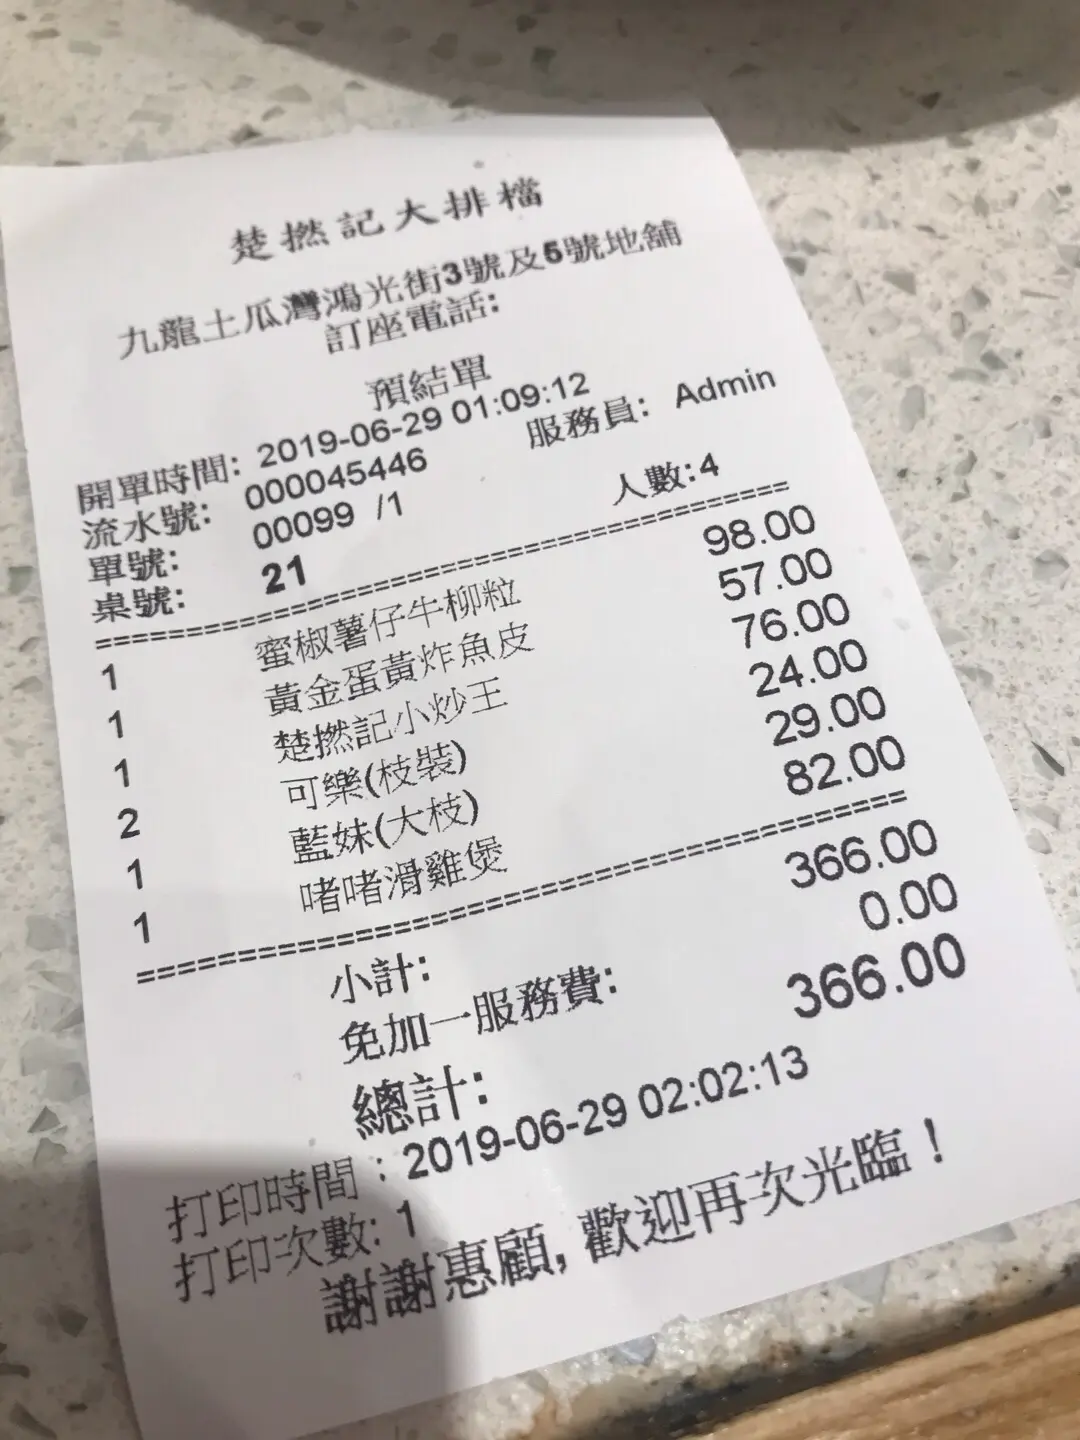 楚撚記大排檔
九龍土瓜灣鴻光街3號及5號地舖
訂座電話:
預結單
開單時間: 2019-06-29 01:09:12
流水號: 000045446 服務員: Admin
單號: 00099 /1
桌號: 21 人數:4
1 蜜椒薯仔牛柳粒 98.00
1 黃金蛋黃炸魚皮 57.00
1 楚撚記小炒王 76.00
2 可樂(枝裝) 24.00
1 藍妹(大枝) 29.00
1 啫啫滑雞煲 82.00
小計: 366.00
免加一服務費: 0.00
總計: 366.00
打印時間 : 2019-06-29 02:02:13
打印次數: 1
謝謝惠顧, 歡迎再次光臨！